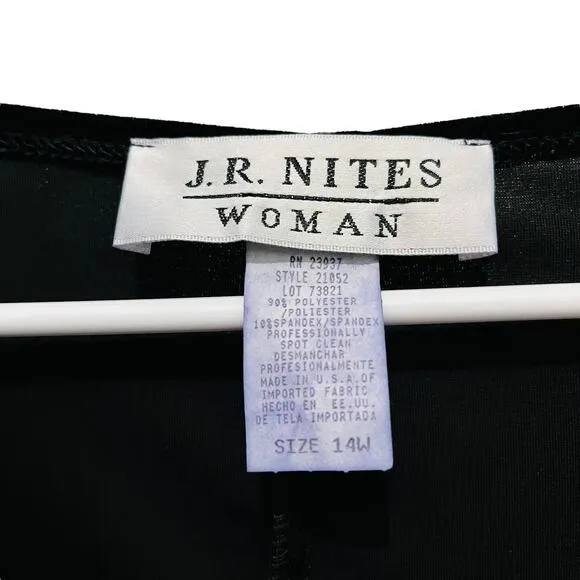 J.R. NITES
WOMAN
RN 23937
STYLE 21052
LOT 73821
90% POLYESTER
/POLIESTER
10%SPANDEX/SPANDEX
PROFESSIONALLY
SPOT CLEAN
DESMANCHAR
PROFESIONALMENTE
MADE IN U.S.A.OF
IMPORTED FABRIC
HECHO EN EE.UU.
DE TELA IMPORTADA
SIZE 14W